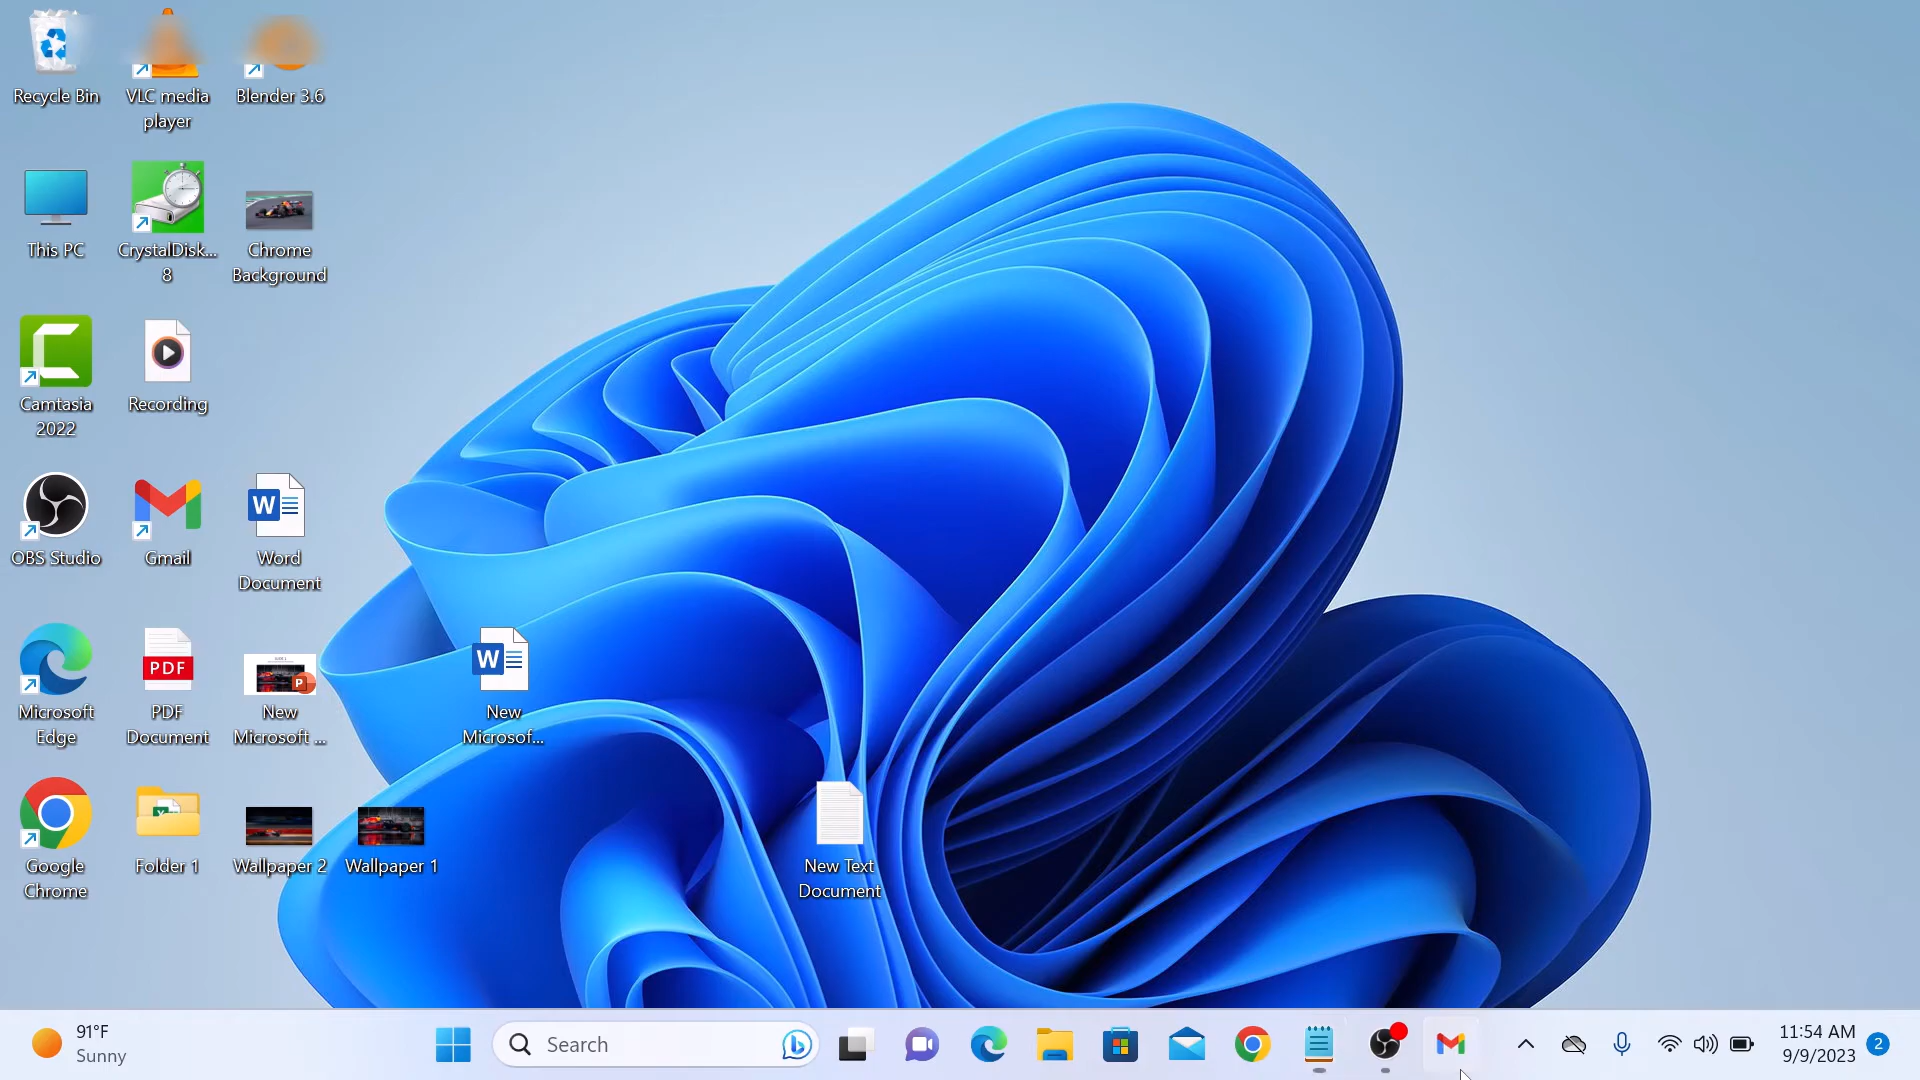 Recycle Bin
VLC media
player
Blender 3.6
This PC
CrystalDisk...
8
Chrome
Background
Camtasia
2022
Recording
OBS Studio
Gmail
W
Word
Document
Microsoft
Edge
PDF
PDF
Document
P
New
Microsoft ...
W
New
Microsof...
Google
Chrome
Folder 1
Wallpaper 2
Wallpaper 1
New Text
Document
91°F
Sunny
Search
11:54 AM
9/9/2023
2